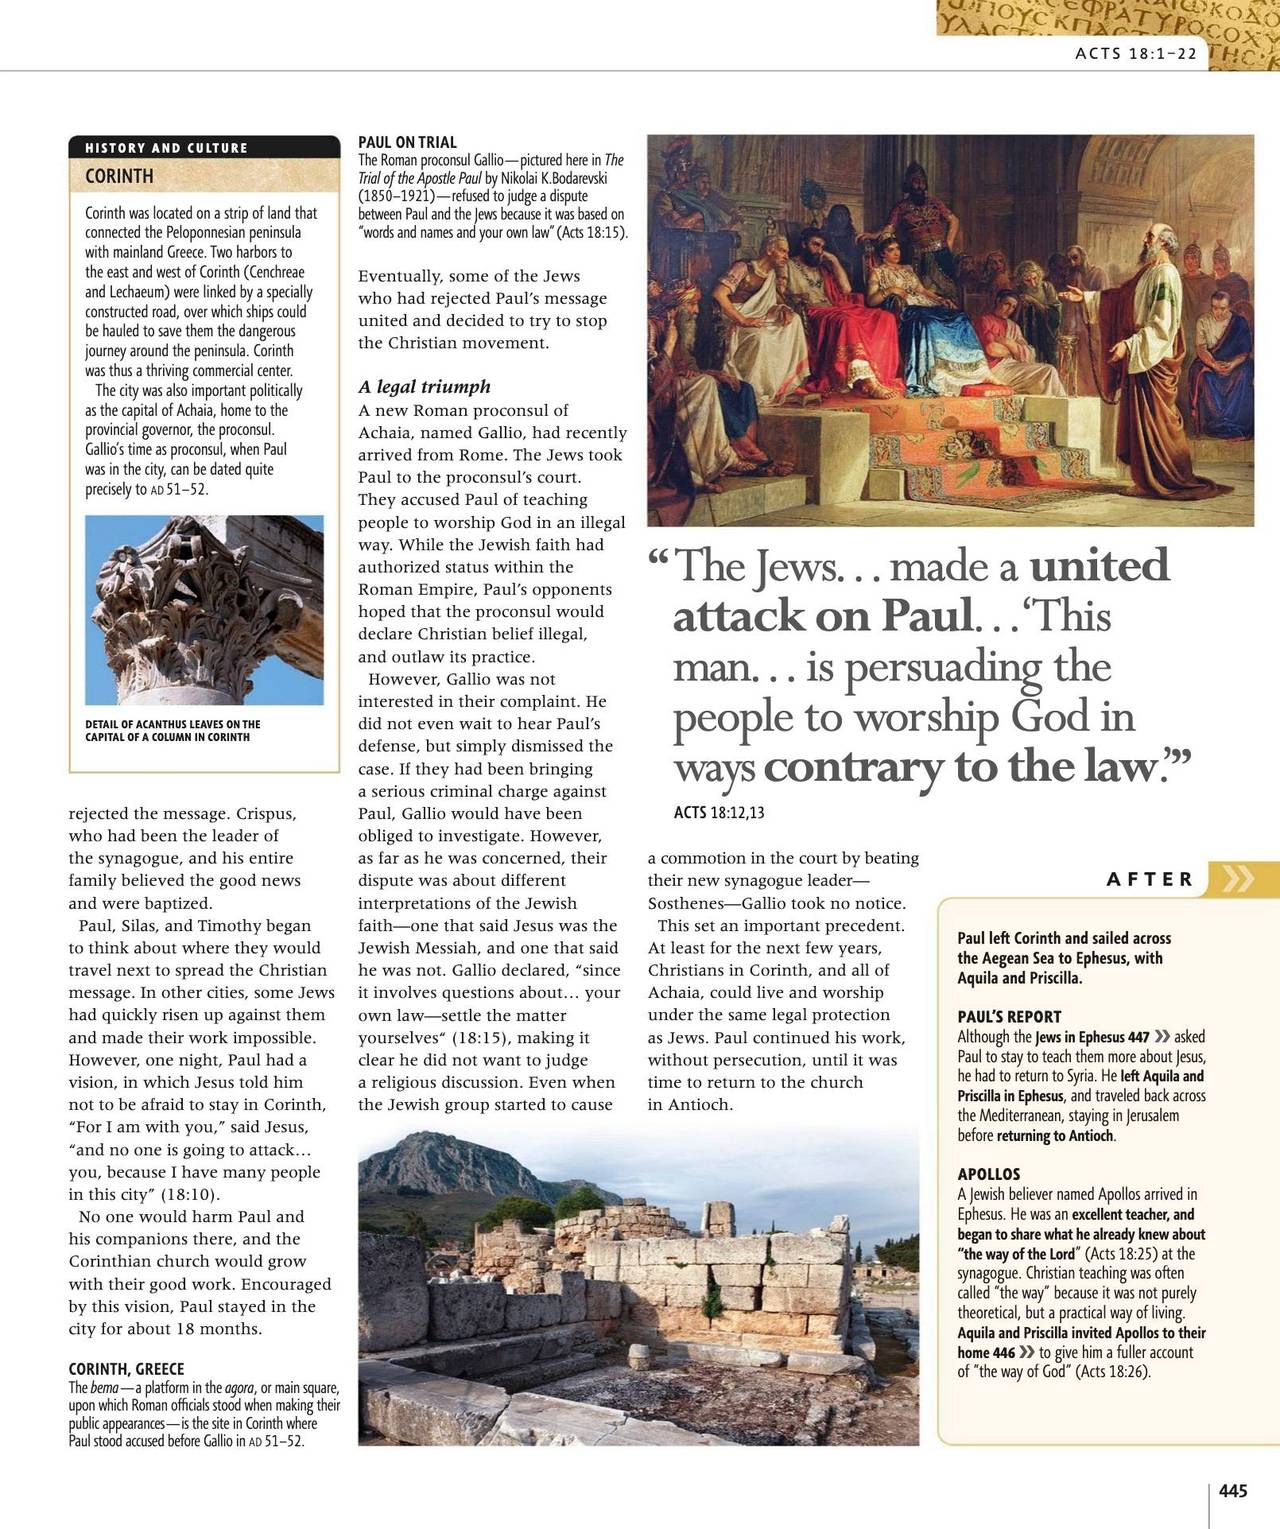 ACTS 18:1–22
HISTORY AND CULTURE
CORINTH
Corinth was located on a strip of land that
connected the Peloponnesian peninsula
with mainland Greece. Two harbors to
the east and west of Corinth (Cenchreae
and Lechaeum) were linked by a specially
constructed road, over which ships could
be hauled to save them the dangerous
journey around the peninsula. Corinth
was thus a thriving commercial center.
The city was also important politically
as the capital of Achaia, home to the
provincial governor, the proconsul.
Gallio’s time as proconsul, when Paul
was in the city, can be dated quite
precisely to AD 51–52.
DETAIL OF ACANTHUS LEAVES ON THE
CAPITAL OF A COLUMN IN CORINTH
rejected the message. Crispus,
who had been the leader of
the synagogue, and his entire
family believed the good news
and were baptized.
Paul, Silas, and Timothy began
to think about where they would
travel next to spread the Christian
message. In other cities, some Jews
had quickly risen up against them
and made their work impossible.
However, one night, Paul had a
vision, in which Jesus told him
not to be afraid to stay in Corinth,
“For I am with you,” said Jesus,
“and no one is going to attack…
you, because I have many people
in this city” (18:10).
No one would harm Paul and
his companions there, and the
Corinthian church would grow
with their good work. Encouraged
by this vision, Paul stayed in the
city for about 18 months.
CORINTH, GREECE
The bema—a platform in the agora, or main square,
upon which Roman officials stood when making their
public appearances—is the site in Corinth where
Paul stood accused before Gallio in AD 51–52.
PAUL ON TRIAL
The Roman proconsul Gallio—pictured here in The
Trial of the Apostle Paul by Nikolai K.Bodarevski
(1850–1921)—refused to judge a dispute
between Paul and the Jews because it was based on
“words and names and your own law” (Acts 18:15).
Eventually, some of the Jews
who had rejected Paul’s message
united and decided to try to stop
the Christian movement.
A legal triumph
A new Roman proconsul of
Achaia, named Gallio, had recently
arrived from Rome. The Jews took
Paul to the proconsul’s court.
They accused Paul of teaching
people to worship God in an illegal
way. While the Jewish faith had
authorized status within the
Roman Empire, Paul’s opponents
hoped that the proconsul would
declare Christian belief illegal,
and outlaw its practice.
However, Gallio was not
interested in their complaint. He
did not even wait to hear Paul’s
defense, but simply dismissed the
case. If they had been bringing
a serious criminal charge against
Paul, Gallio would have been
obliged to investigate. However,
as far as he was concerned, their
dispute was about different
interpretations of the Jewish
faith—one that said Jesus was the
Jewish Messiah, and one that said
he was not. Gallio declared, “since
it involves questions about… your
own law—settle the matter
yourselves“ (18:15), making it
clear he did not want to judge
a religious discussion. Even when
the Jewish group started to cause
“The Jews…made a united
attack on Paul…‘This
man…is persuading the
people to worship God in
ways contrary to the law.’”
ACTS 18:12,13
a commotion in the court by beating
their new synagogue leader—
Sosthenes—Gallio took no notice.
This set an important precedent.
At least for the next few years,
Christians in Corinth, and all of
Achaia, could live and worship
under the same legal protection
as Jews. Paul continued his work,
without persecution, until it was
time to return to the church
in Antioch.
AFTER »
Paul left Corinth and sailed across
the Aegean Sea to Ephesus, with
Aquila and Priscilla.
PAUL’S REPORT
Although the Jews in Ephesus 447 » asked
Paul to stay to teach them more about Jesus,
he had to return to Syria. He left Aquila and
Priscilla in Ephesus, and traveled back across
the Mediterranean, staying in Jerusalem
before returning to Antioch.
APOLLOS
A Jewish believer named Apollos arrived in
Ephesus. He was an excellent teacher, and
began to share what he already knew about
“the way of the Lord” (Acts 18:25) at the
synagogue. Christian teaching was often
called “the way” because it was not purely
theoretical, but a practical way of living.
Aquila and Priscilla invited Apollos to their
home 446 » to give him a fuller account
of “the way of God” (Acts 18:26).
445